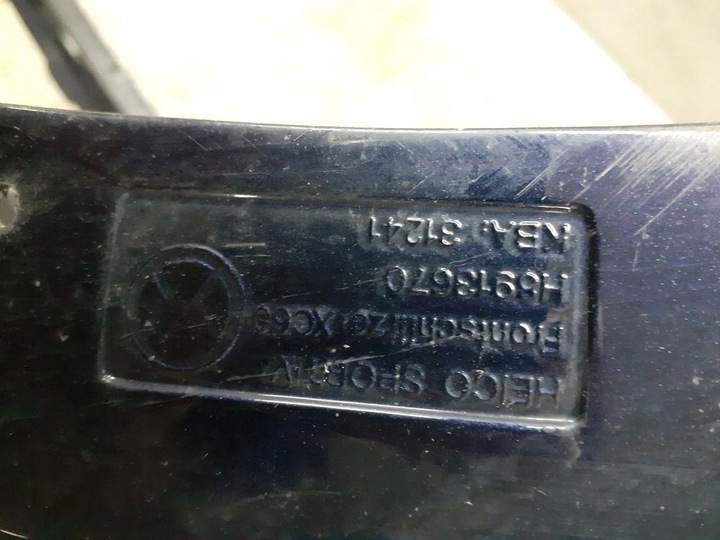 HEICO SPORTIV
Frontschürze XC60
H5913670
KBA: 31241